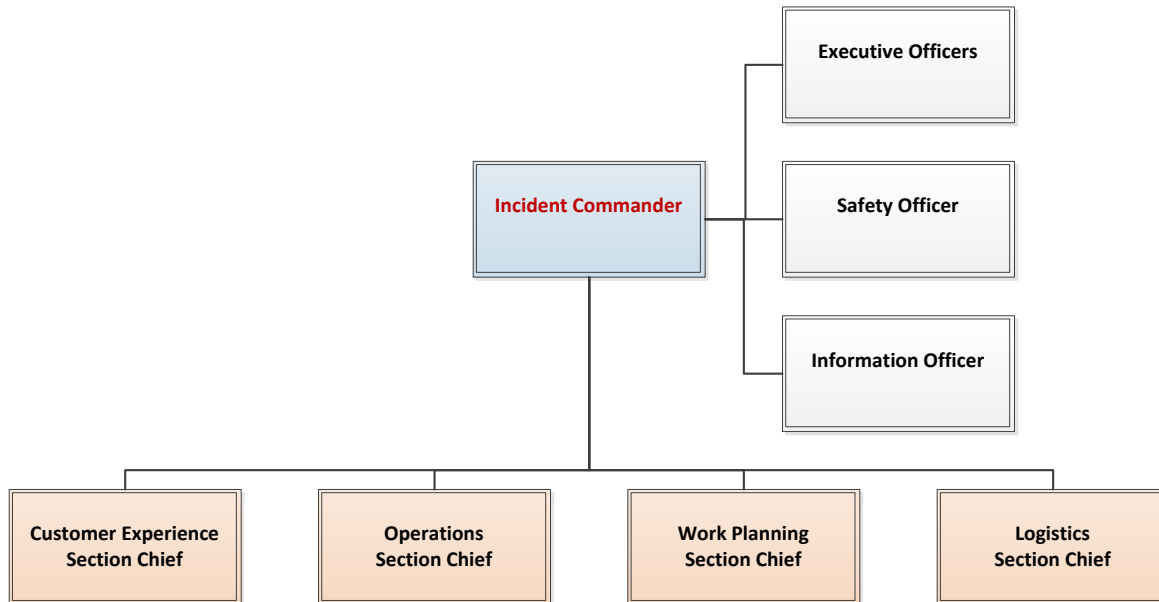 Executive Officers
Incident Commander
Safety Officer
Information Officer
Customer Experience
Section Chief
Operations
Section Chief
Work Planning
Section Chief
Logistics
Section Chief